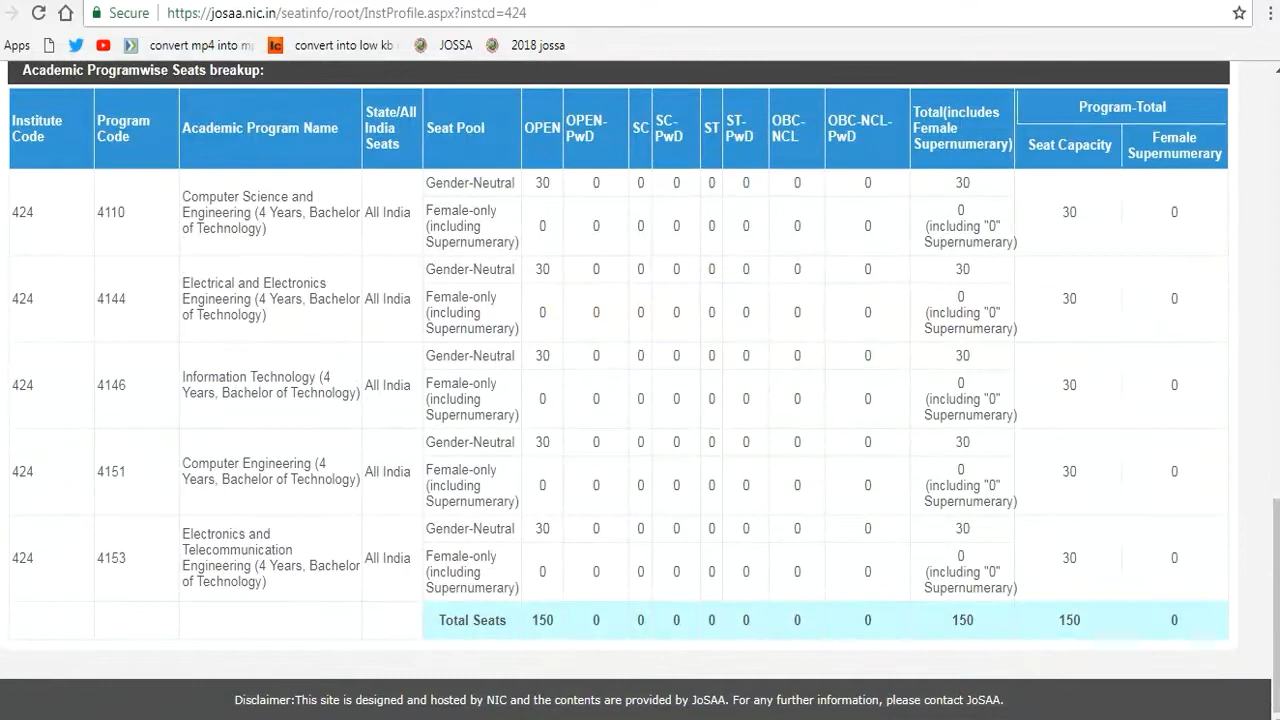 Secure https://josaa.nic.in/seatinfo/root/InstProfile.aspx?instcd=424
Apps convert mp4 into mp convert into low kb JOSSA 2018 jossa
Academic Programwise Seats breakup:
Institute Code Program Code Academic Program Name State/All India Seats Seat Pool OPEN OPEN-PwD SC SC-PwD ST ST-PwD OBC-NCL OBC-NCL-PwD Total(includes Female Supernumerary) Program-Total
Seat Capacity Female Supernumerary
424 4110 Computer Science and Engineering (4 Years, Bachelor of Technology) All India Gender-Neutral 30 0 0 0 0 0 0 0 30 30 0
Female-only (including Supernumerary) 0 0 0 0 0 0 0 0 0 (including "0" Supernumerary)
424 4144 Electrical and Electronics Engineering (4 Years, Bachelor of Technology) All India Gender-Neutral 30 0 0 0 0 0 0 0 30 30 0
Female-only (including Supernumerary) 0 0 0 0 0 0 0 0 0 (including "0" Supernumerary)
424 4146 Information Technology (4 Years, Bachelor of Technology) All India Gender-Neutral 30 0 0 0 0 0 0 0 30 30 0
Female-only (including Supernumerary) 0 0 0 0 0 0 0 0 0 (including "0" Supernumerary)
424 4151 Computer Engineering (4 Years, Bachelor of Technology) All India Gender-Neutral 30 0 0 0 0 0 0 0 30 30 0
Female-only (including Supernumerary) 0 0 0 0 0 0 0 0 0 (including "0" Supernumerary)
424 4153 Electronics and Telecommunication Engineering (4 Years, Bachelor of Technology) All India Gender-Neutral 30 0 0 0 0 0 0 0 30 30 0
Female-only (including Supernumerary) 0 0 0 0 0 0 0 0 0 (including "0" Supernumerary)
Total Seats 150 0 0 0 0 0 0 0 150 150 0
Disclaimer:This site is designed and hosted by NIC and the contents are provided by JoSAA. For any further information, please contact JoSAA.